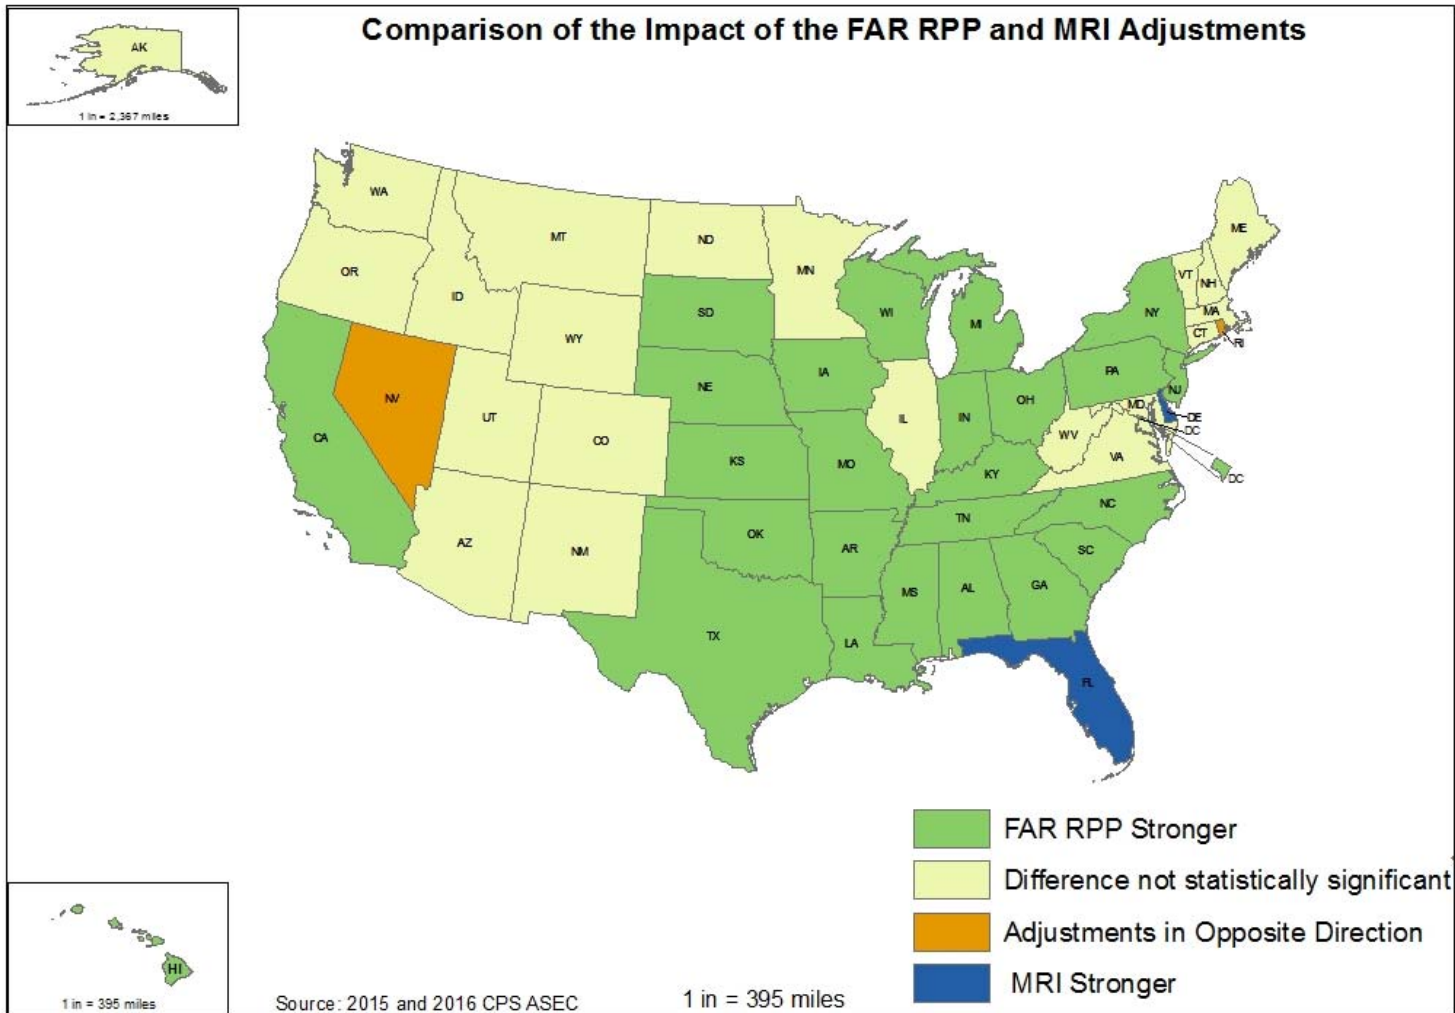 Comparison of the Impact of the FAR RPP and MRI Adjustments
AK
1 in = 2,367 miles
WA
MT
ND
MN
ME
OR
ID
WY
SD
WI
MI
NY
VT
NH
MA
CT
RI
NV
UT
CO
NE
IA
IL
IN
OH
PA
NJ
MD
DE
DC
DC
CA
KS
MO
KY
WV
VA
AZ
NM
OK
AR
TN
NC
SC
TX
LA
MS
AL
GA
FL
FAR RPP Stronger
Difference not statistically significant
Adjustments in Opposite Direction
MRI Stronger
HI
1 in = 395 miles
Source: 2015 and 2016 CPS ASEC
1 in = 395 miles